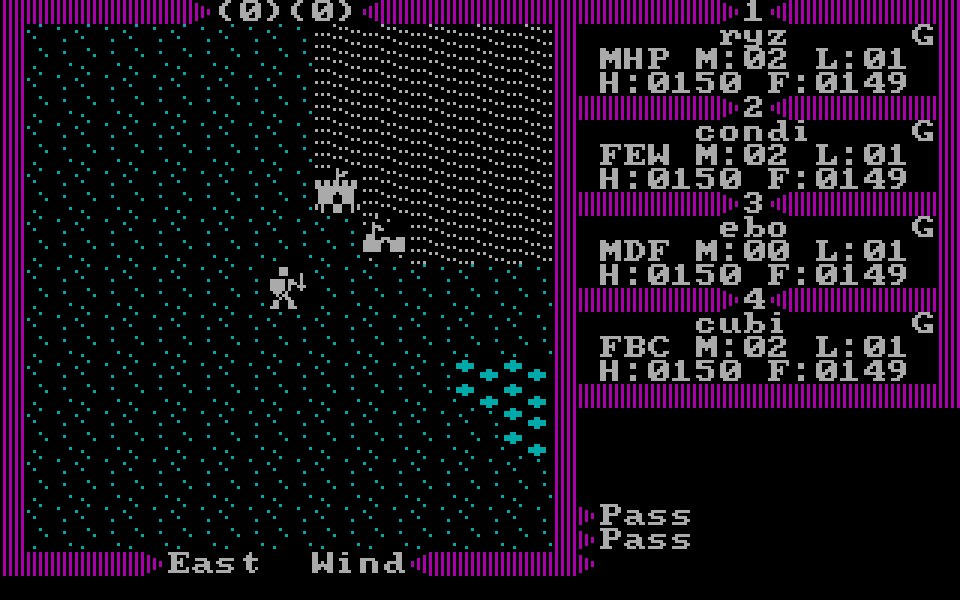 (0)(0)
1
ryz G
MHP M:02 L:01
H:0150 F:0149
2
condi G
FEW M:02 L:01
H:0150 F:0149
3
ebo G
MDF M:00 L:01
H:0150 F:0149
4
cubi G
FBC M:02 L:01
H:0150 F:0149
Pass
Pass
East Wind